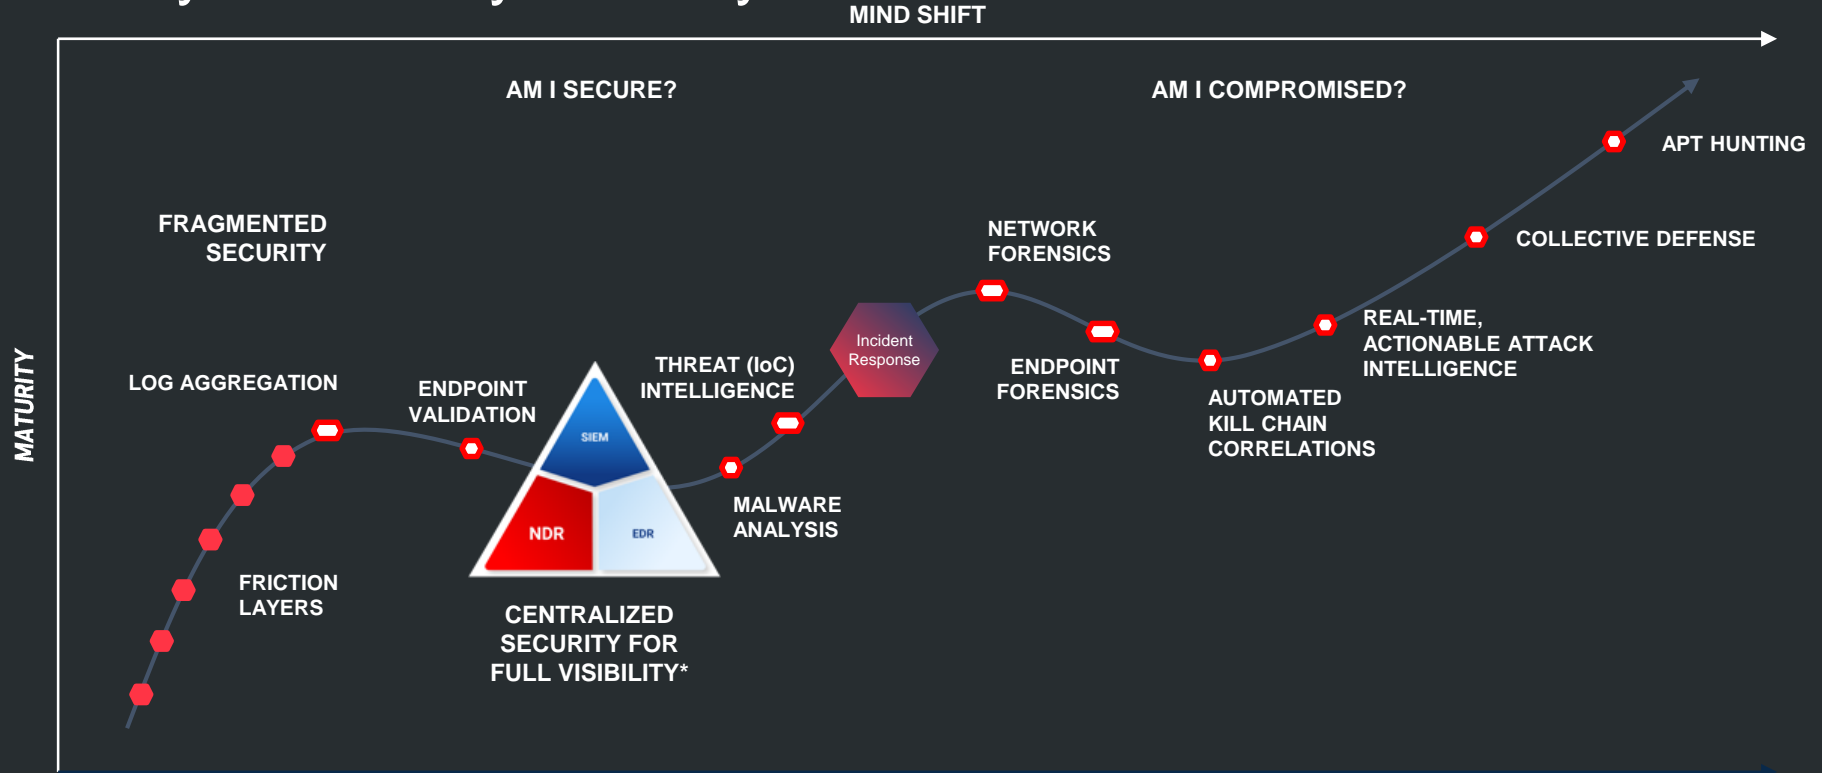 MIND SHIFT
AM I SECURE?
AM I COMPROMISED?
APT HUNTING
FRAGMENTED
SECURITY
NETWORK
FORENSICS
COLLECTIVE DEFENSE
MATURITY
LOG AGGREGATION
ENDPOINT
VALIDATION
THREAT (IoC)
INTELLIGENCE
Incident
Response
ENDPOINT
FORENSICS
REAL-TIME,
ACTIONABLE ATTACK
INTELLIGENCE
AUTOMATED
KILL CHAIN
CORRELATIONS
SIEM
NDR
EDR
MALWARE
ANALYSIS
FRICTION
LAYERS
CENTRALIZED
SECURITY FOR
FULL VISIBILITY*